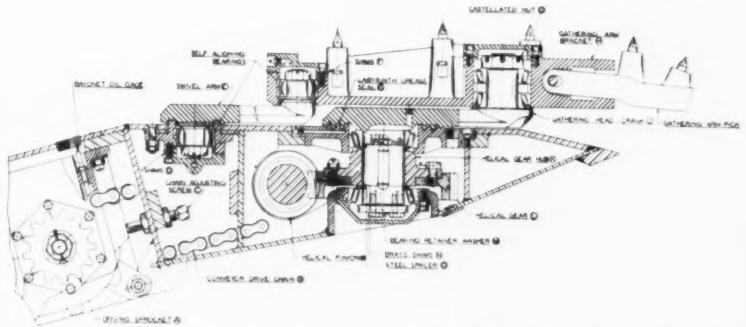 CASTELLATED NUT
GATHERING ARM
BRACKET
SELF ALIGNING
BEARINGS
SHIMS
LABYRINTH GREASE
SEAL
BAYONET OIL GAGE
SWIVEL ARM
GATHERING HEAD CRANK
GATHERING ARM PICK
HELICAL GEAR HUB
SHIMS
CHAIN ADJUSTING
SCREW
HELICAL GEAR
BEARING RETAINER WASHER
HELICAL PINION
BRASS SHIMS
STEEL SPACER
CONVEYER DRIVE CHAIN
DRIVING SPROCKET